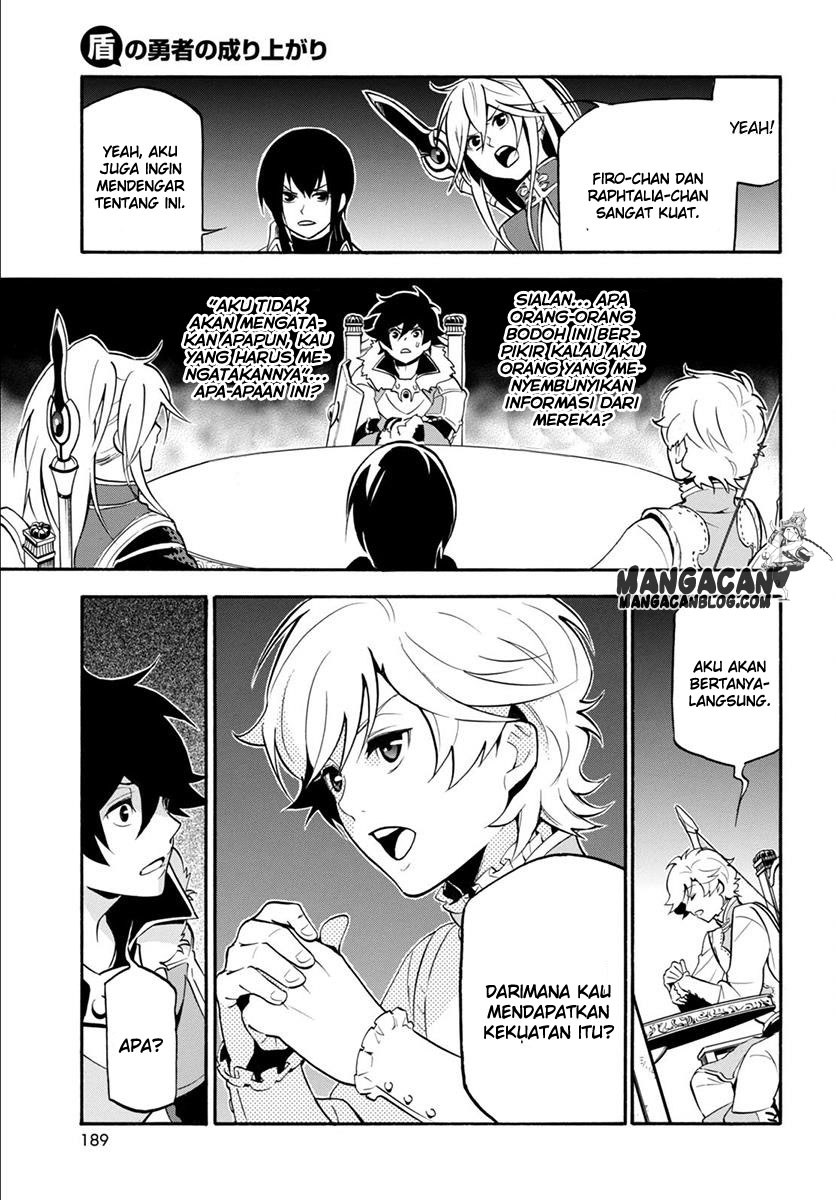 盾の勇者の成り上がり
YEAH!
FIRO-CHAN DAN
RAPHTALIA-CHAN
SANGAT KUAT.
YEAH, AKU
JUGA INGIN
MENDENGAR
TENTANG INI.
SIALAN... APA
ORANG-ORANG
BODOH INI BER-
PIKIR KALAU AKU
ORANG YANG ME-
NYEMBUNYIKAN
INFORMASI DARI
MEREKA?
"AKU TIDAK
AKAN MENGATA-
KAN APAPUN, KAU
YANG HARUS ME-
NGATAKANNYA"...
APA-APAAN INI?
MANGACAN
MANGACANBLOG.COM
AKU AKAN
BERTANYA-
LANGSUNG.
DARIMANA KAU
MENDAPATKAN
KEKUATAN ITU?
APA?
189